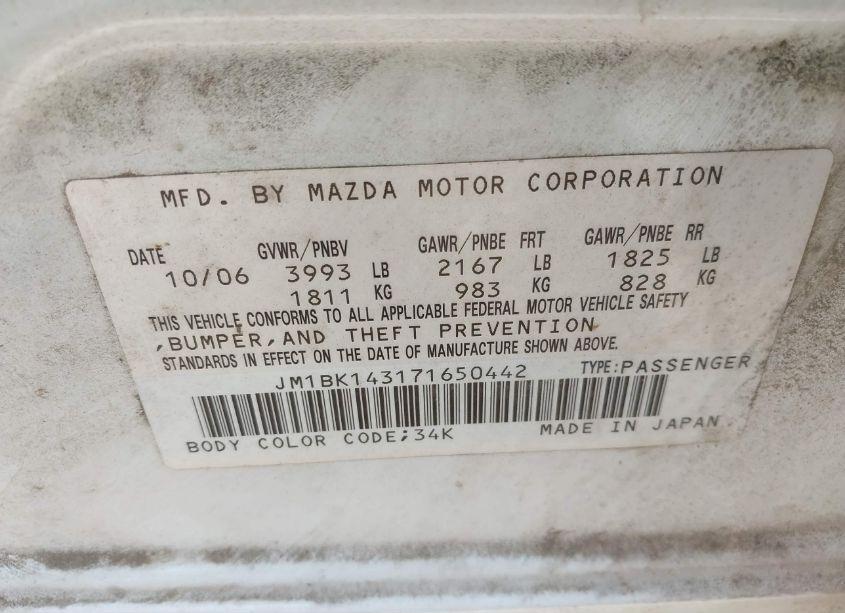 MFD. BY MAZDA MOTOR CORPORATION
DATE GVWR/PNBV GAWR/PNBE FRT GAWR/PNBE RR
10/06 3993 LB 2167 LB 1825 LB
1811 KG 983 KG 828 KG
THIS VEHICLE CONFORMS TO ALL APPLICABLE FEDERAL MOTOR VEHICLE SAFETY
,BUMPER,AND THEFT PREVENTION
STANDARDS IN EFFECT ON THE DATE OF MANUFACTURE SHOWN ABOVE.
JM1BK143171650442 TYPE:PASSENGER
BODY COLOR CODE;34K MADE IN JAPAN